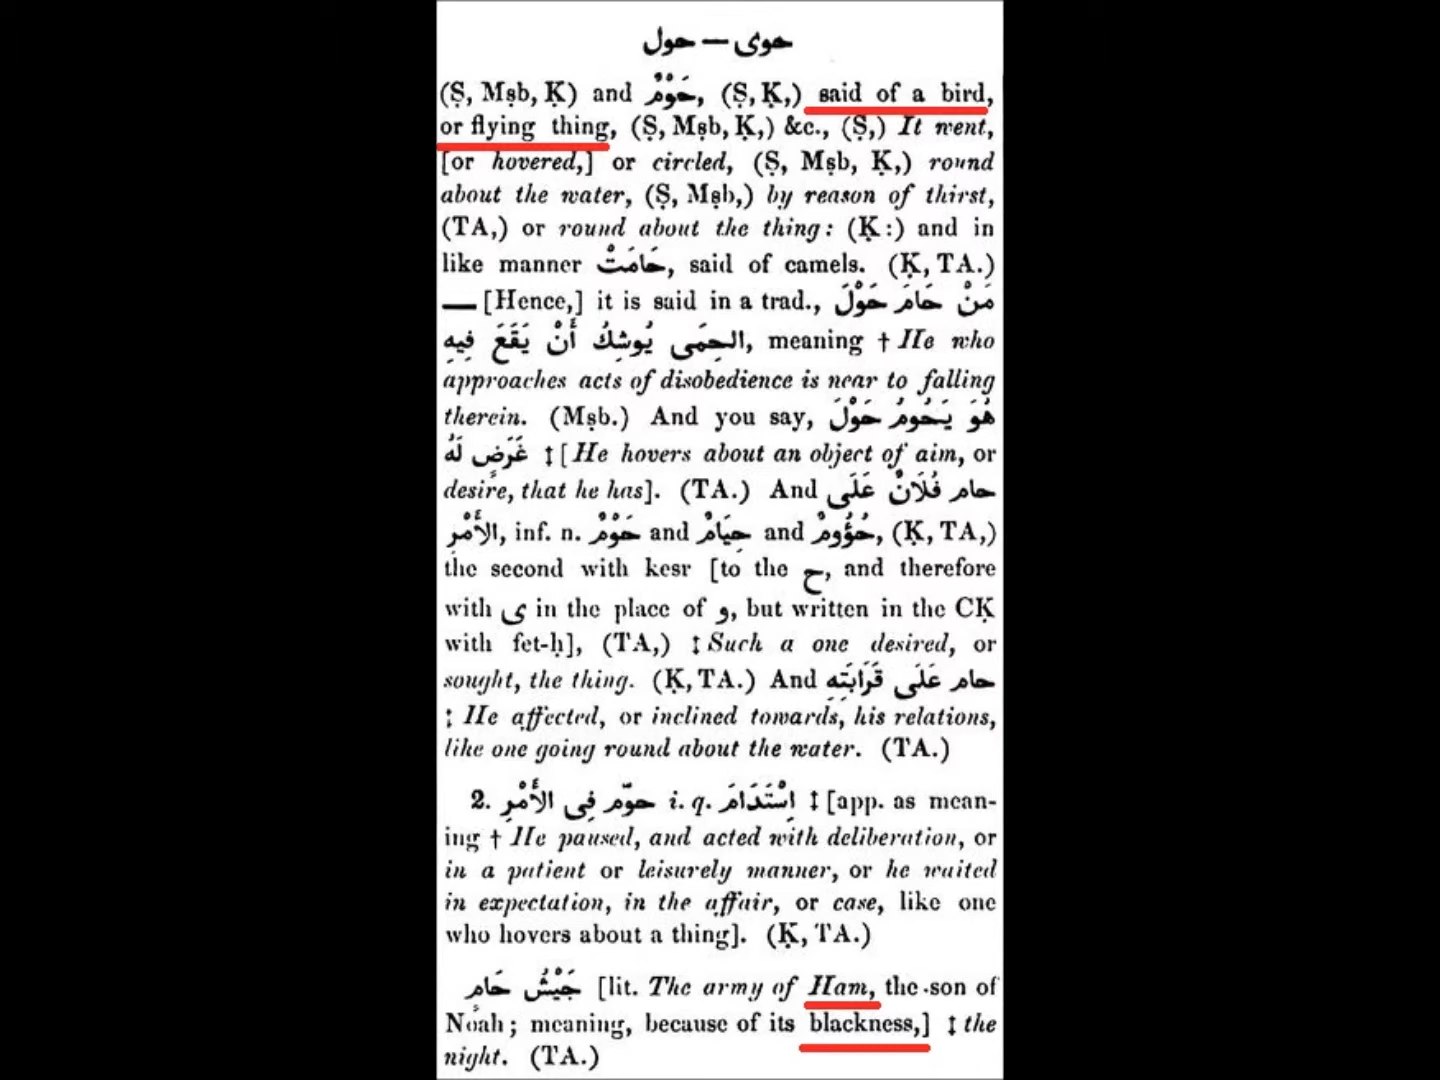 حوى — حول
(Ṣ, Mṣb, Ḳ) and حَوْمٌ, (Ṣ, Ḳ,) said of a bird,
or flying thing, (Ṣ, Mṣb, Ḳ,) &c., (Ṣ,) It went,
[or hovered,] or circled, (Ṣ, Mṣb, Ḳ,) round
about the water, (Ṣ, Mṣb,) by reason of thirst,
(TA,) or round about the thing: (Ḳ:) and in
like manner حَامَتْ, said of camels. (Ḳ, TA.)
— [Hence,] it is said in a trad., مَنْ حَامَ حَوْلَ
الحِمَى يُوشِكُ أَنْ يَقَعَ فِيهِ, meaning † He who
approaches acts of disobedience is near to falling
therein. (Mṣb.) And you say, هُوَ يَحُومُ حَوْلَ
غَرَضٍ لَهُ ‡ [He hovers about an object of aim, or
desire, that he has]. (TA.) And حام فُلَانٌ عَلَى
الأَمْرِ, inf. n. حَوْمٌ and حِيَامٌ and حُؤُومٌ, (Ḳ, TA,)
the second with kesr [to the ح, and therefore
with ى in the place of و, but written in the CḲ
with fet-ḥ], (TA,) ‡ Such a one desired, or
sought, the thing. (Ḳ, TA.) And حام عَلَى قَرَابَتِهِ
‡ He affected, or inclined towards, his relations,
like one going round about the water. (TA.)
2. حوّم فِى الأَمْرِ i. q. اِسْتَدَامَ ‡ [app. as mean-
ing † He paused, and acted with deliberation, or
in a patient or leisurely manner, or he waited
in expectation, in the affair, or case, like one
who hovers about a thing]. (Ḳ, TA.)
جَيْشُ حَامٍ [lit. The army of Ham, the son of
Noah; meaning, because of its blackness,] ‡ the
night. (TA.)